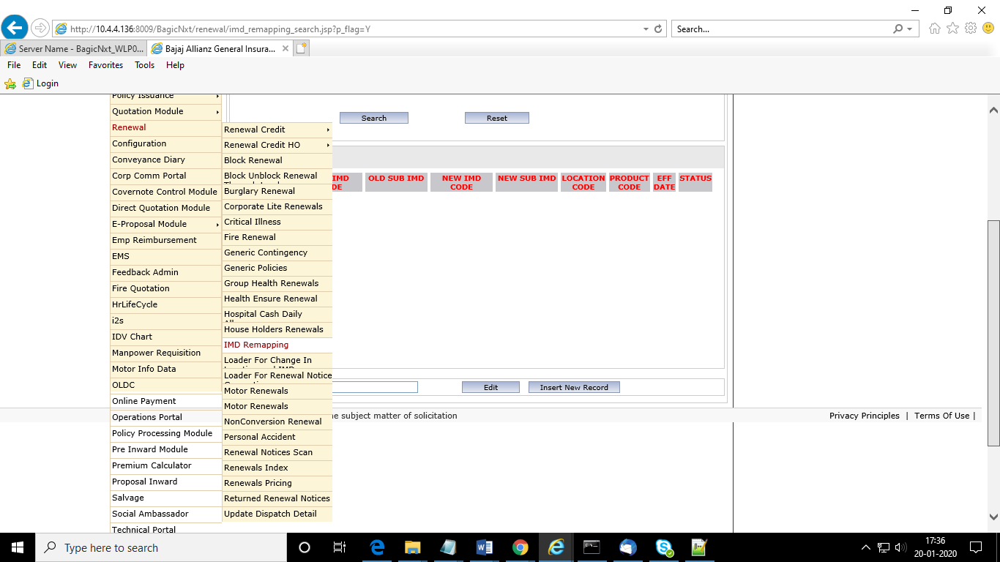 http://10.4.4.136:8009/BagicNxt/renewal/imd_remapping_search.jsp?p_flag=Y
Search...
Server Name - BagicNxt_WLP0...
Bajaj Allianz General Insura...
File Edit View Favorites Tools Help
Login
Policy Issuance
Quotation Module
Renewal
Configuration
Conveyance Diary
Corp Comm Portal
Covernote Control Module
Direct Quotation Module
E-Proposal Module
Emp Reimbursement
EMS
Feedback Admin
Fire Quotation
HrLifeCycle
i2s
IDV Chart
Manpower Requisition
Motor Info Data
OLDC
Online Payment
Operations Portal
Policy Processing Module
Pre Inward Module
Premium Calculator
Proposal Inward
Salvage
Social Ambassador
Technical Portal
Renewal Credit
Renewal Credit HO
Block Renewal
Block Unblock Renewal
Burglary Renewal
Corporate Lite Renewals
Critical Illness
Fire Renewal
Generic Contingency
Generic Policies
Group Health Renewals
Health Ensure Renewal
Hospital Cash Daily
House Holders Renewals
IMD Remapping
Loader For Change In
Loader For Renewal Notice
Motor Renewals
Motor Renewals
NonConversion Renewal
Personal Accident
Renewal Notices Scan
Renewals Index
Renewals Pricing
Returned Renewal Notices
Update Dispatch Detail
Search Reset
IMD
DE
OLD SUB IMD
NEW IMD
CODE
NEW SUB IMD
LOCATION
CODE
PRODUCT
CODE
EFF
DATE
STATUS
Edit Insert New Record
e subject matter of solicitation
Privacy Principles | Terms Of Use |
Type here to search
17:36
20-01-2020